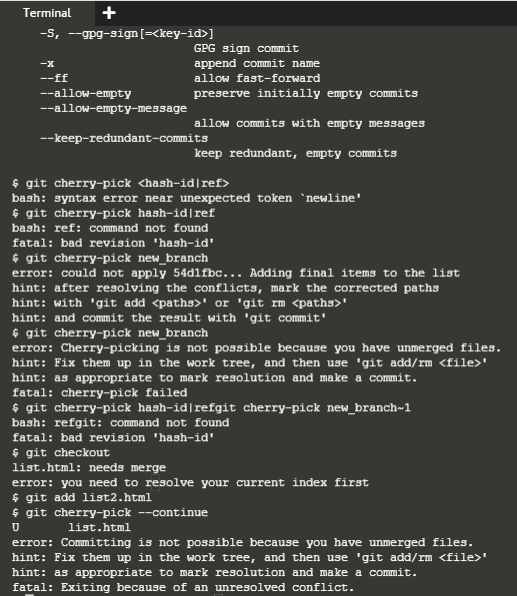 Terminal +
-S, --gpg-sign[=<key-id>]
GPG sign commit
-x append commit name
--ff allow fast-forward
--allow-empty preserve initially empty commits
--allow-empty-message
allow commits with empty messages
--keep-redundant-commits
keep redundant, empty commits
$ git cherry-pick <hash-id|ref>
bash: syntax error near unexpected token `newline'
$ git cherry-pick hash-id|ref
bash: ref: command not found
fatal: bad revision 'hash-id'
$ git cherry-pick new_branch
error: could not apply 54d1fbc... Adding final items to the list
hint: after resolving the conflicts, mark the corrected paths
hint: with 'git add <paths>' or 'git rm <paths>'
hint: and commit the result with 'git commit'
$ git cherry-pick new_branch
error: Cherry-picking is not possible because you have unmerged files.
hint: Fix them up in the work tree, and then use 'git add/rm <file>'
hint: as appropriate to mark resolution and make a commit.
fatal: cherry-pick failed
$ git cherry-pick hash-id|refgit cherry-pick new_branch~1
bash: refgit: command not found
fatal: bad revision 'hash-id'
$ git checkout
list.html: needs merge
error: you need to resolve your current index first
$ git add list2.html
$ git cherry-pick --continue
U list.html
error: Committing is not possible because you have unmerged files.
hint: Fix them up in the work tree, and then use 'git add/rm <file>'
hint: as appropriate to mark resolution and make a commit.
fatal: Exiting because of an unresolved conflict.